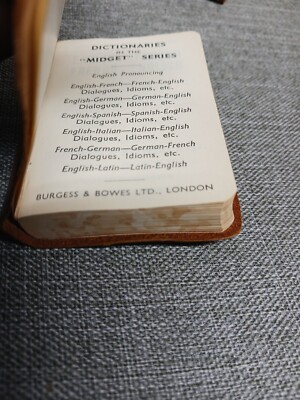 DICTIONARIES
IN THE
"MIDGET" SERIES
English Pronouncing
English-French—French-English
Dialogues, Idioms, etc.
English-German—German-English
Dialogues, Idioms, etc.
English-Spanish—Spanish-English
Dialogues, Idioms, etc.
English-Italian—Italian-English
Dialogues, Idioms, etc.
French-German—German-French
Dialogues, Idioms, etc.
English-Latin—Latin-English
BURGESS & BOWES LTD., LONDON